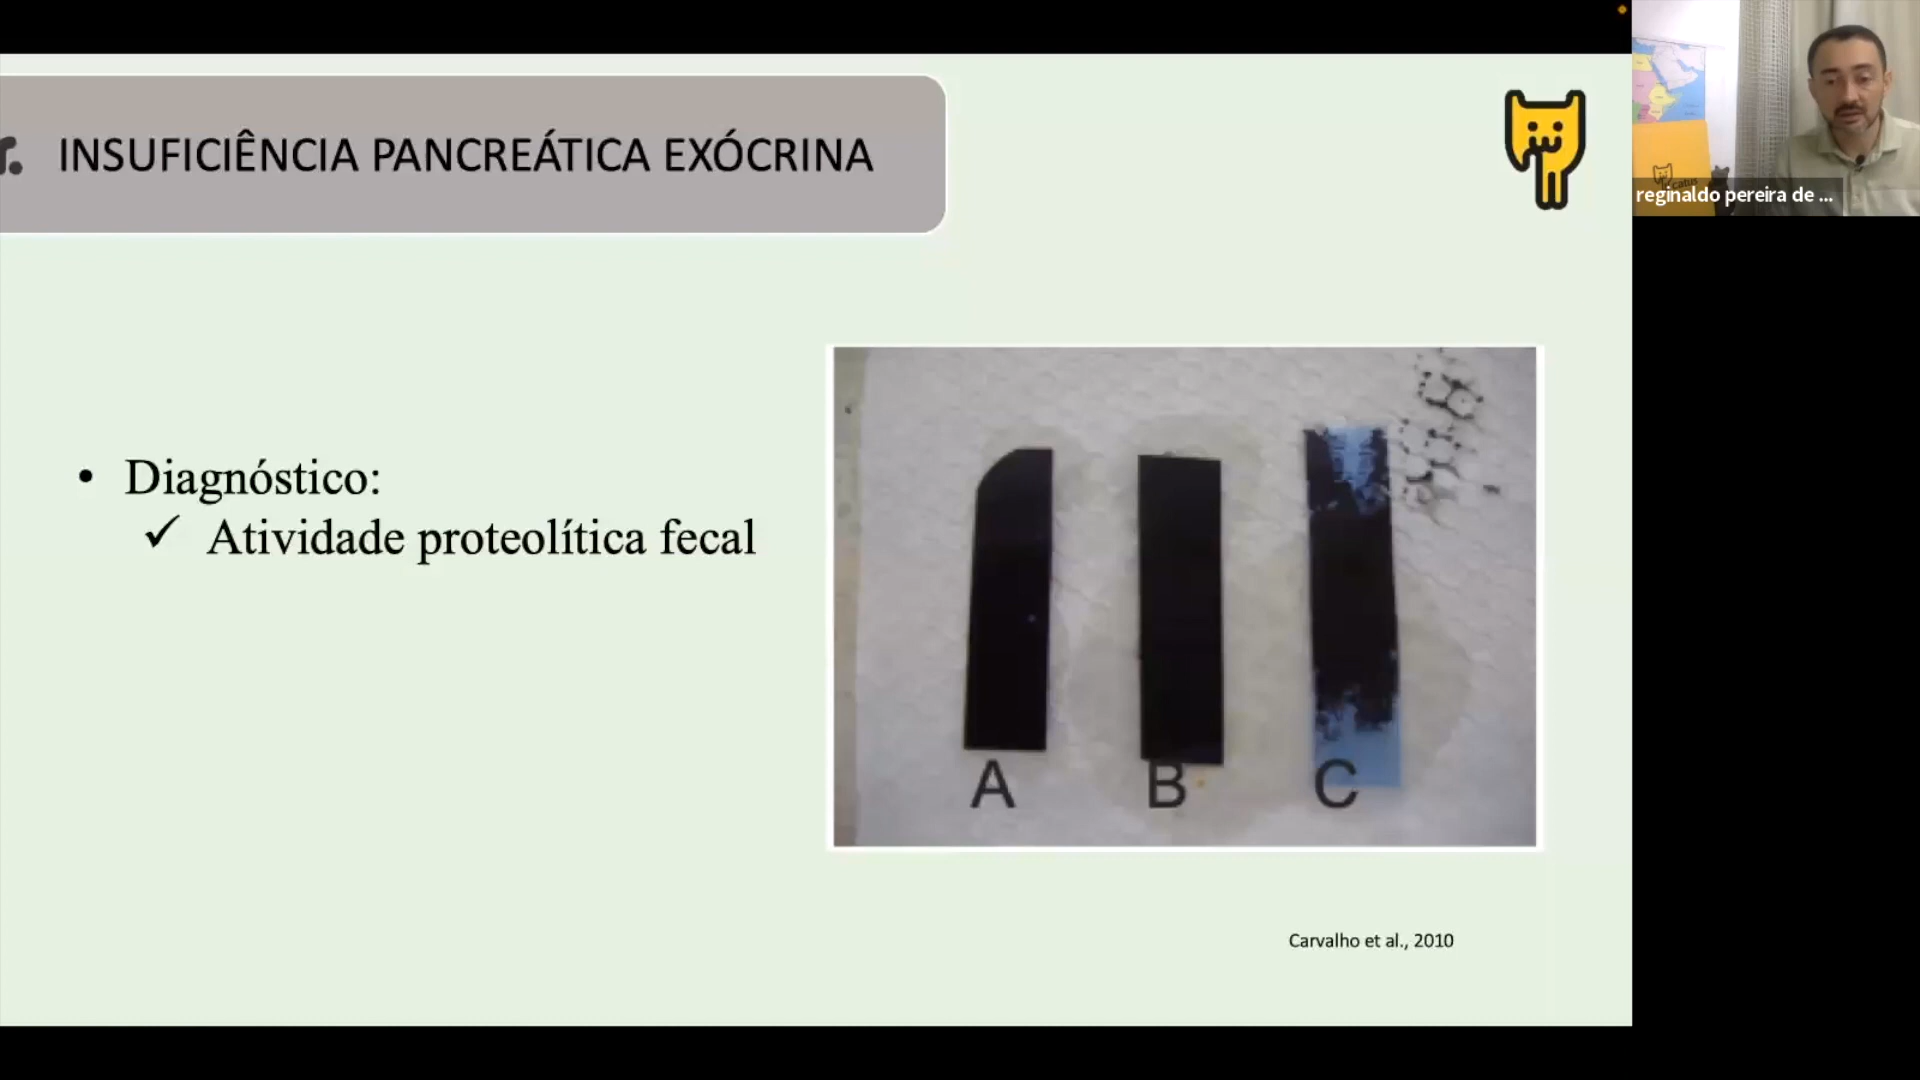 r. INSUFICIÊNCIA PANCREÁTICA EXÓCRINA
reginaldo pereira de ...
• Diagnóstico:
✓ Atividade proteolítica fecal
A B C
Carvalho et al., 2010